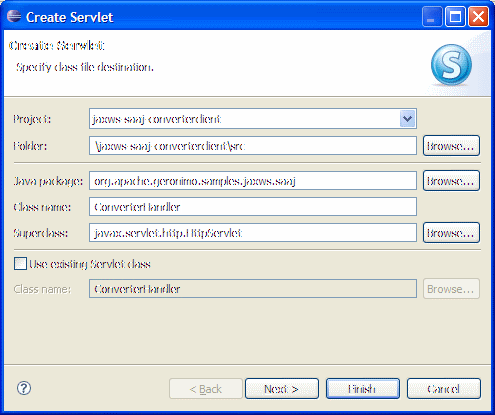 Create Servlet
Create Servlet
Specify class file destination.
S
Project: jaxws-saaj-converterclient
Folder: \jaxws-saaj-converterclient\src Browse...
Java package: org.apache.geronimo.samples.jaxws.saaj Browse...
Class name: ConverterHandler
Superclass: javax.servlet.http.HttpServlet Browse...
Use existing Servlet class
Class name: ConverterHandler Browse...
? < Back Next > Finish Cancel